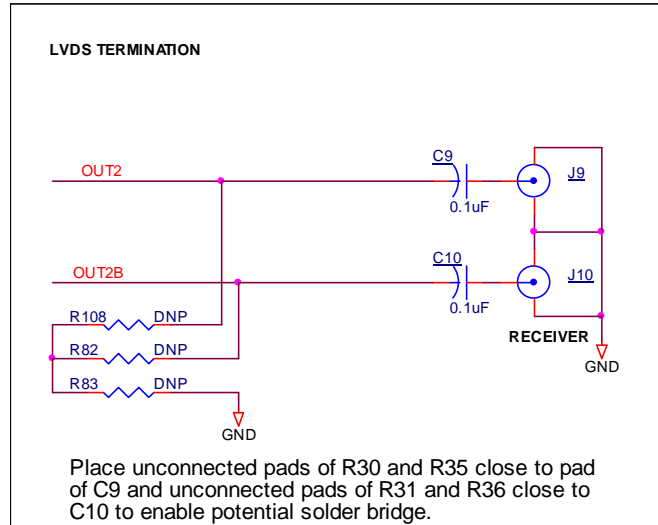 LVDS TERMINATION
OUT2
C9
0.1uF
J9
OUT2B
C10
0.1uF
J10
R108 DNP
R82 DNP
R83 DNP
RECEIVER
GND
GND
Place unconnected pads of R30 and R35 close to pad
of C9 and unconnected pads of R31 and R36 close to
C10 to enable potential solder bridge.